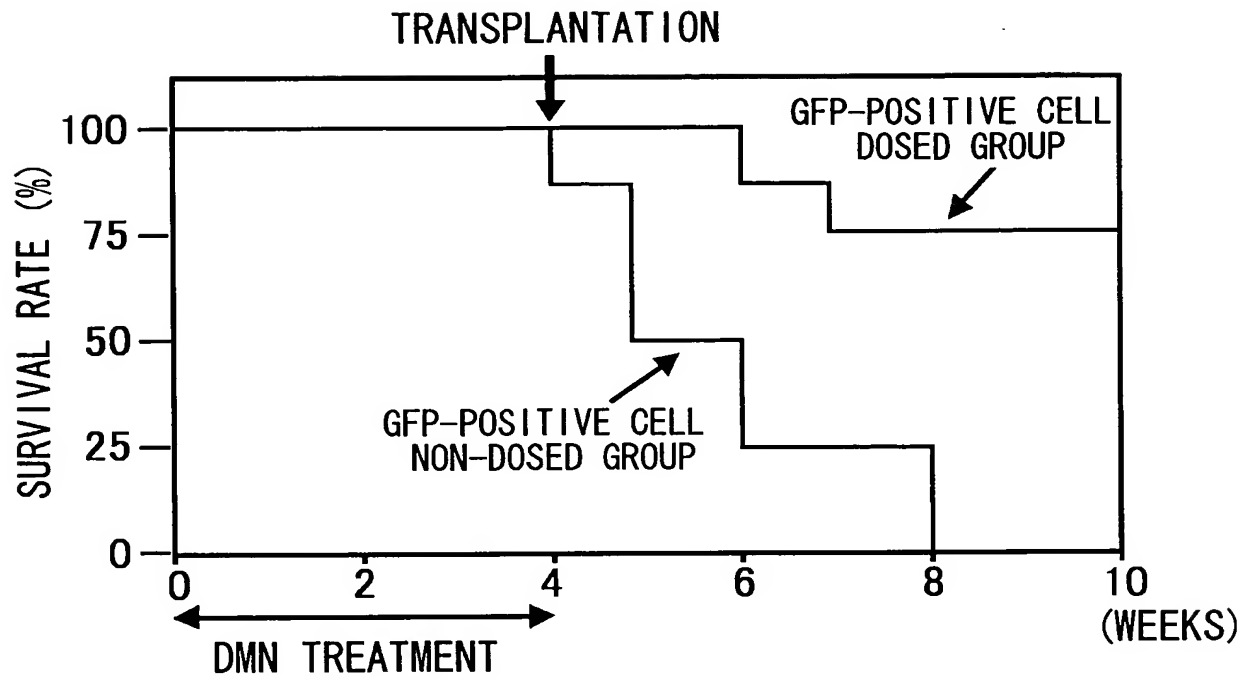 TRANSPLANTATION
GFP-POSITIVE CELL
DOSED GROUP
100
75
50
25
0
SURVIVAL RATE (%)
GFP-POSITIVE CELL
NON-DOSED GROUP
0 2 4 6 8 10
(WEEKS)
DMN TREATMENT